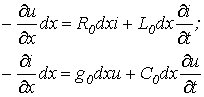 -∂u/∂x dx = R₀dxi + L₀dx ∂i/∂t;
-∂i/∂x dx = g₀dxu + C₀dx ∂u/∂t